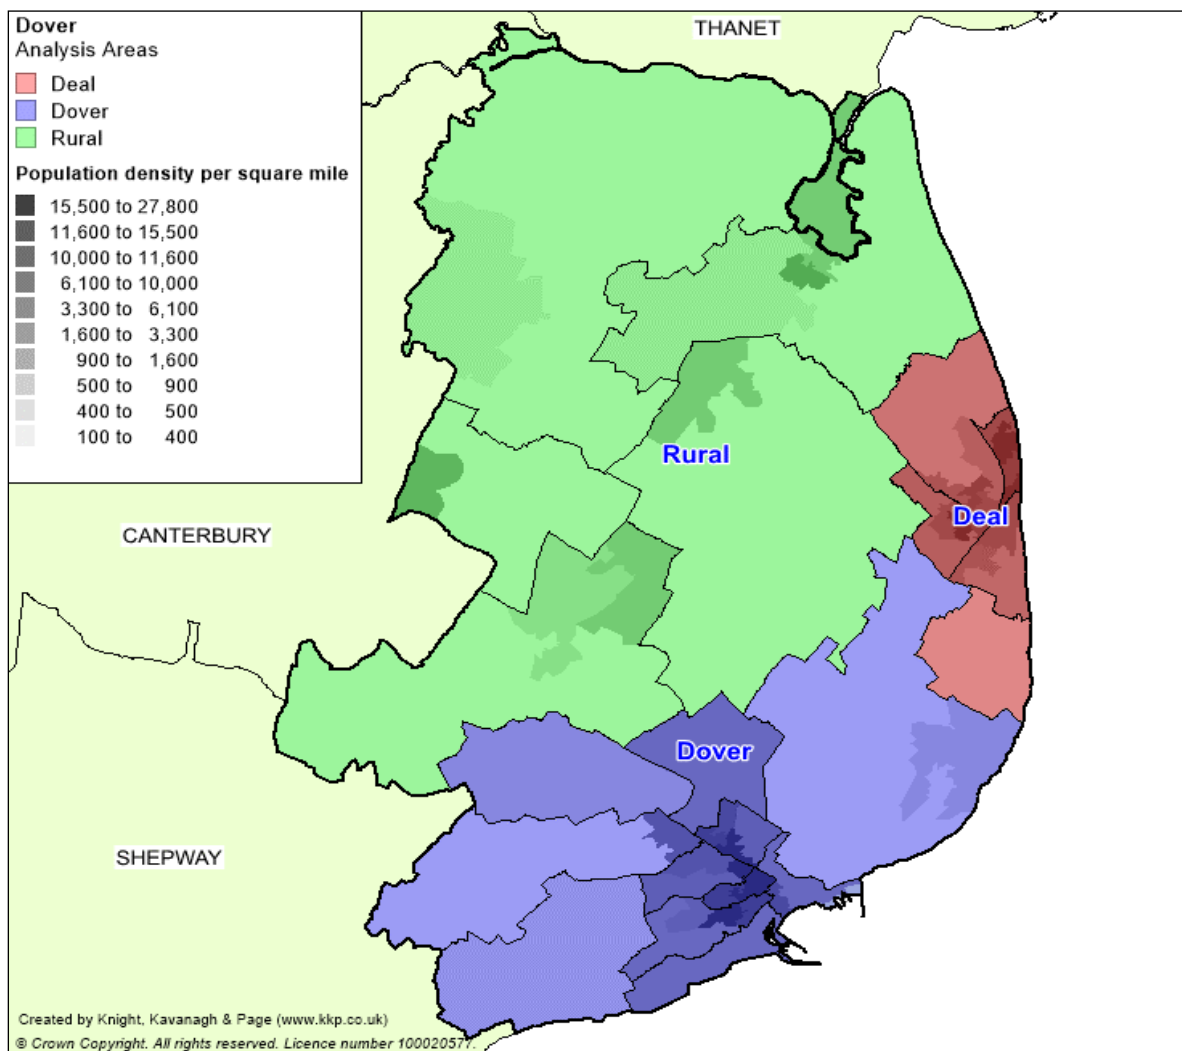 Dover
Analysis Areas
Deal
Dover
Rural
Population density per square mile
15,500 to 27,800
11,600 to 15,500
10,000 to 11,600
6,100 to 10,000
3,300 to 6,100
1,600 to 3,300
900 to 1,600
500 to 900
400 to 500
100 to 400
THANET
Rural
CANTERBURY
Deal
Dover
SHEPWAY
Created by Knight, Kavanagh & Page (www.kkp.co.uk)
© Crown Copyright. All rights reserved. Licence number 100020577.